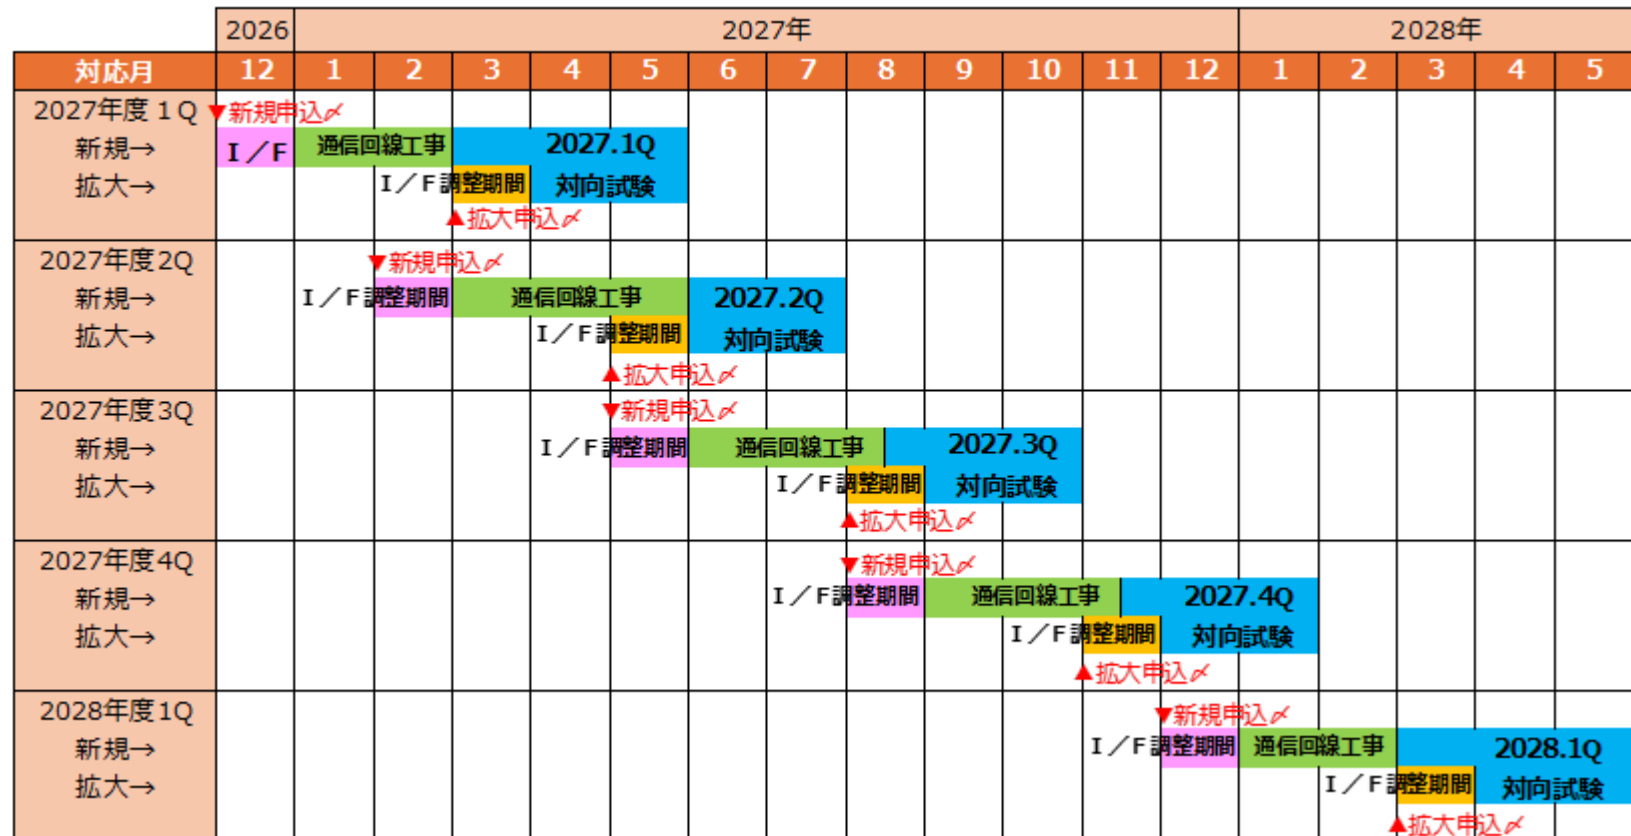 2026 2027年 2028年
対応月 12 1 2 3 4 5 6 7 8 9 10 11 12 1 2 3 4 5
2027年度１Q ▼新規申込〆
新規→ Ｉ／Ｆ 通信回線工事 2027.1Q
拡大→ Ｉ／Ｆ調整期間 対向試験
▲拡大申込〆
2027年度2Q ▼新規申込〆
新規→ Ｉ／Ｆ調整期間 通信回線工事 2027.2Q
拡大→ Ｉ／Ｆ調整期間 対向試験
▲拡大申込〆
2027年度3Q ▼新規申込〆
新規→ Ｉ／Ｆ調整期間 通信回線工事 2027.3Q
拡大→ Ｉ／Ｆ調整期間 対向試験
▲拡大申込〆
2027年度4Q ▼新規申込〆
新規→ Ｉ／Ｆ調整期間 通信回線工事 2027.4Q
拡大→ Ｉ／Ｆ調整期間 対向試験
▲拡大申込〆
2028年度1Q ▼新規申込〆
新規→ Ｉ／Ｆ調整期間 通信回線工事 2028.1Q
拡大→ Ｉ／Ｆ調整期間 対向試験
▲拡大申込〆